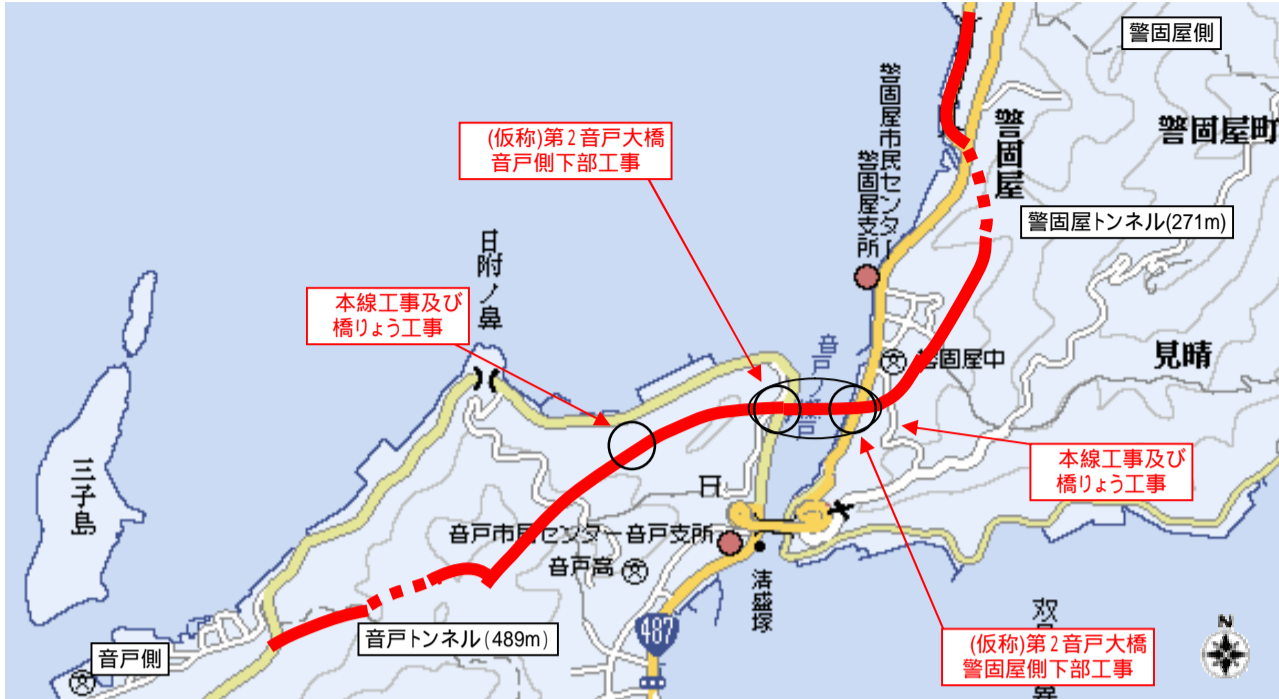 警固屋側
警固屋市民センター
警固屋支所
警固屋
警固屋町
(仮称)第2音戸大橋
音戸側下部工事
警固屋トンネル(271m)
日附ノ鼻
本線工事及び
橋りょう工事
音戸ノ瀬戸
警固屋中
見晴
三子島
本線工事及び
橋りょう工事
音戸市民センター音戸支所
音戸高
清盛塚
487
音戸トンネル(489m)
音戸側
(仮称)第2音戸大橋
警固屋側下部工事
鼻
N